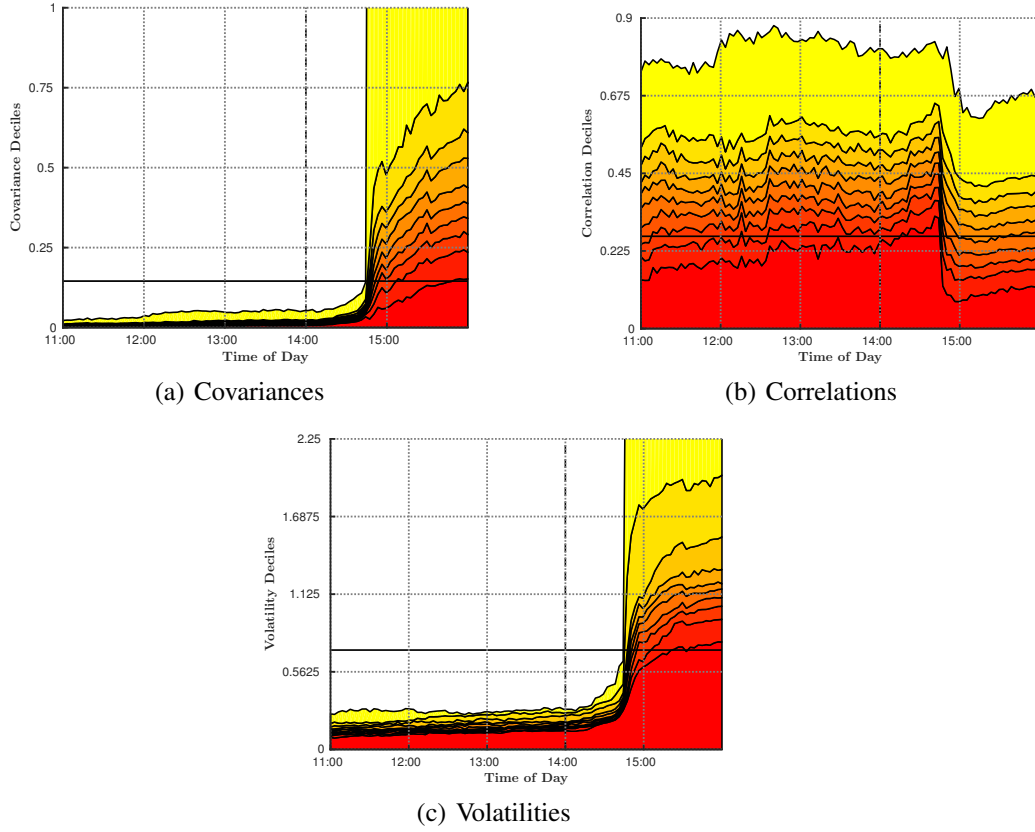 1
0.75
0.5
0.25
0
Covariance Deciles
11:00 12:00 13:00 14:00 15:00
Time of Day
(a) Covariances
0.9
0.675
0.45
0.225
0
Correlation Deciles
11:00 12:00 13:00 14:00 15:00
Time of Day
(b) Correlations
2.25
1.6875
1.125
0.5625
0
Volatility Deciles
11:00 12:00 13:00 14:00 15:00
Time of Day
(c) Volatilities